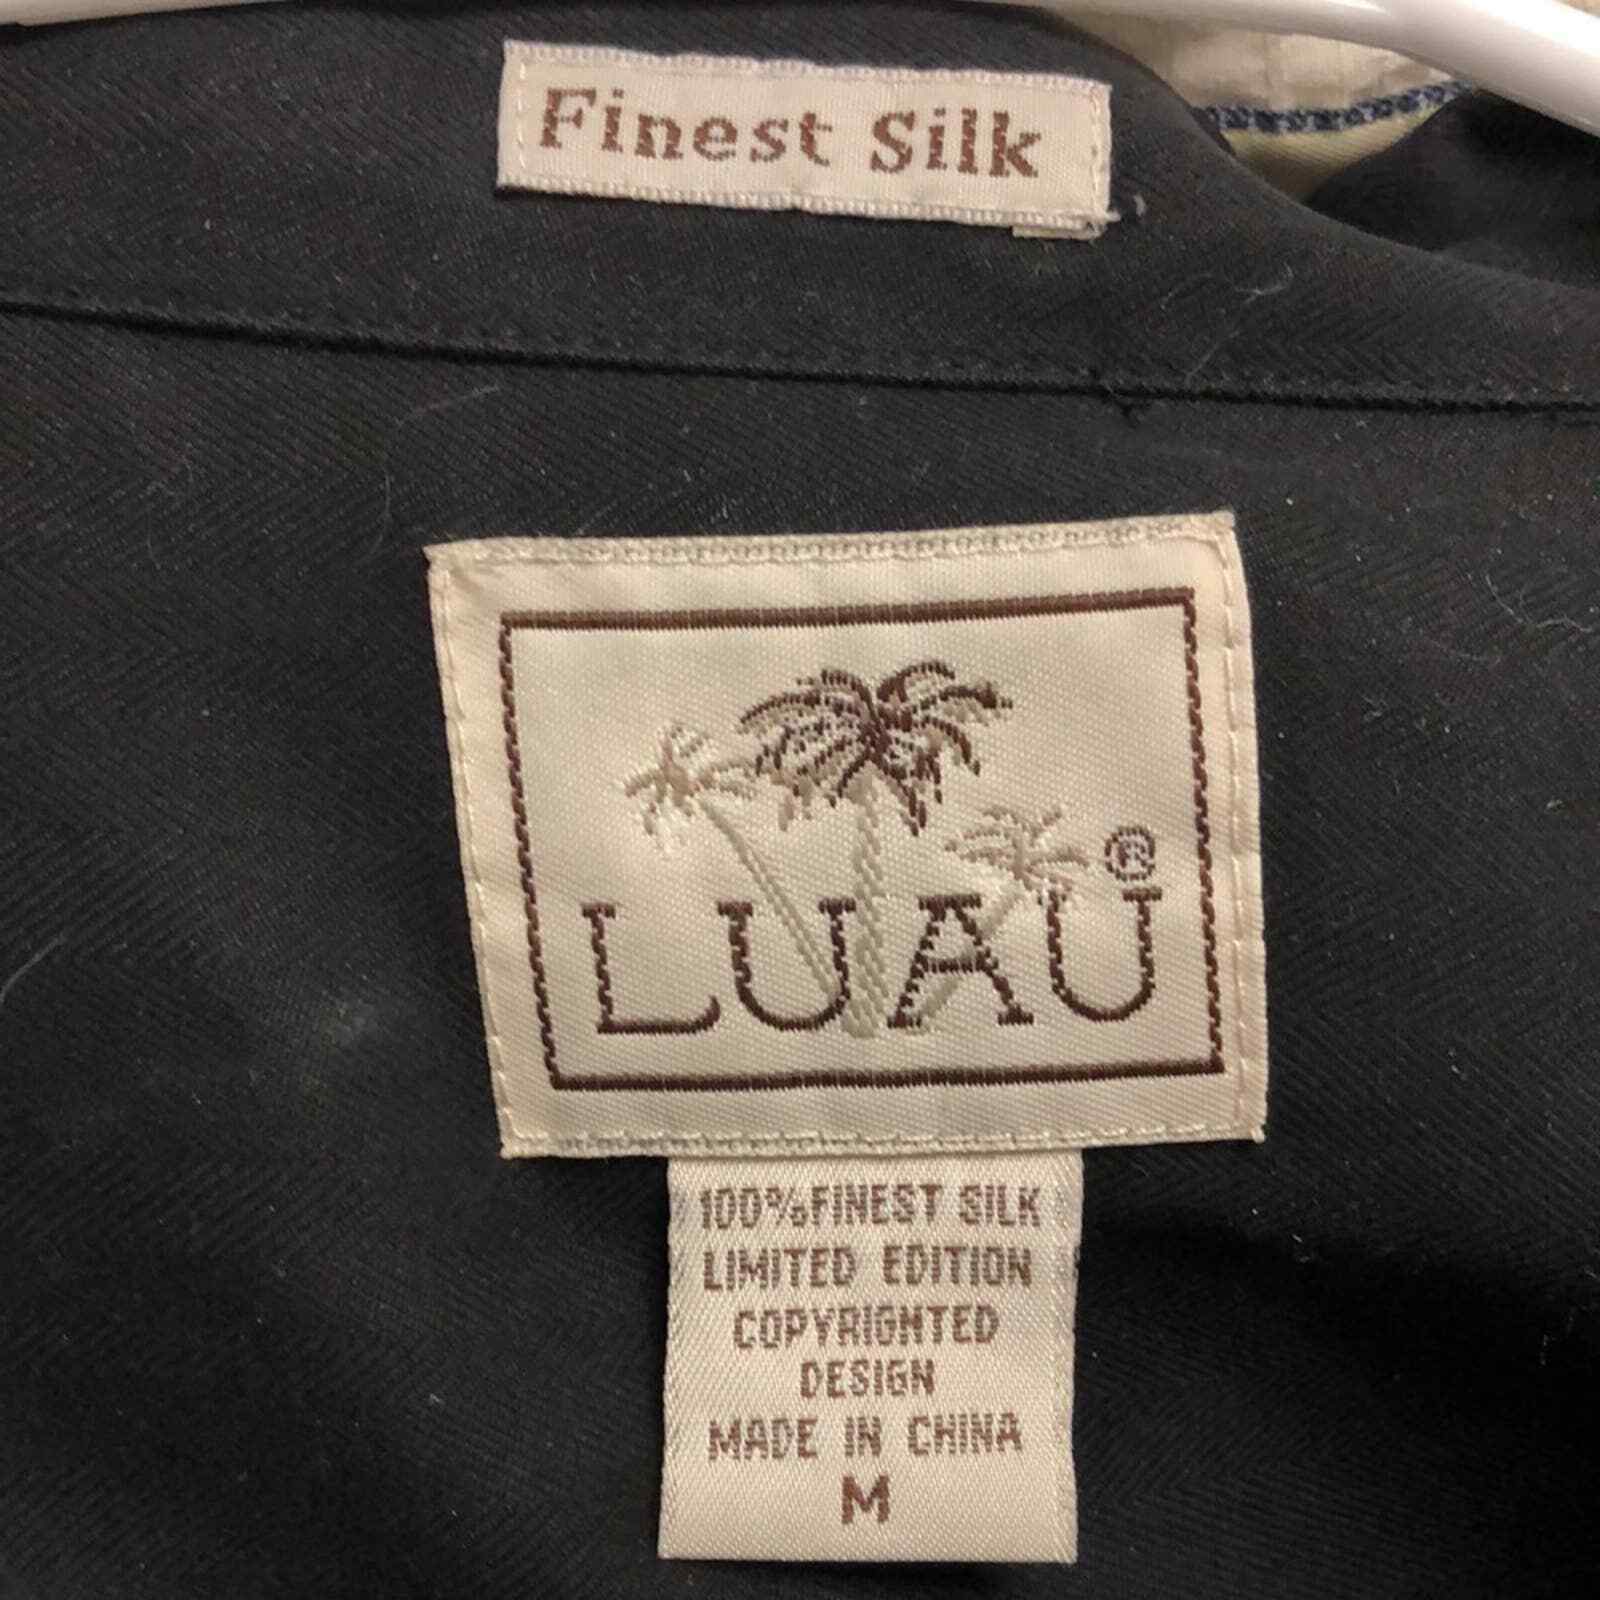 Finest Silk
LUAU®
100%FINEST SILK
LIMITED EDITION
COPYRIGHTED
DESIGN
MADE IN CHINA
M